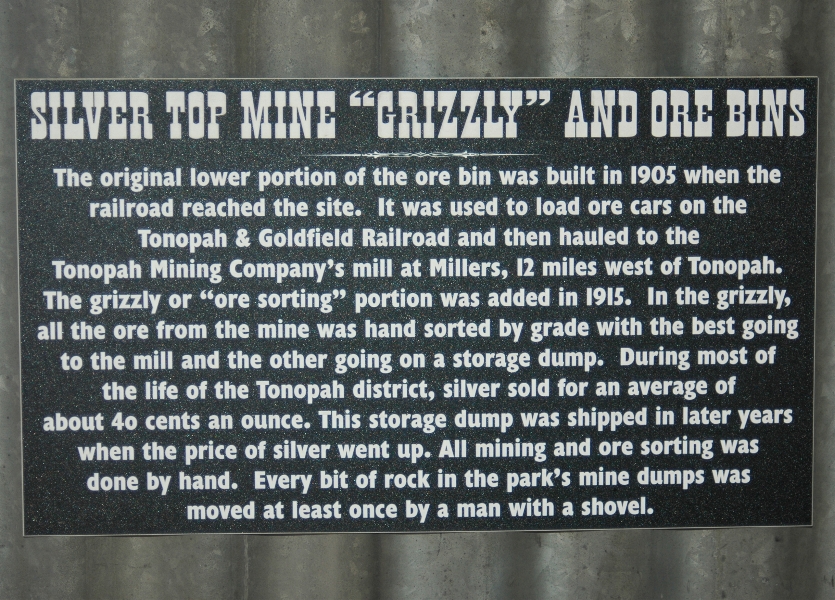 SILVER TOP MINE “GRIZZLY” AND ORE BINS
The original lower portion of the ore bin was built in 1905 when the
railroad reached the site. It was used to load ore cars on the
Tonopah & Goldfield Railroad and then hauled to the
Tonopah Mining Company’s mill at Millers, 12 miles west of Tonopah.
The grizzly or “ore sorting” portion was added in 1915. In the grizzly,
all the ore from the mine was hand sorted by grade with the best going
to the mill and the other going on a storage dump. During most of
the life of the Tonopah district, silver sold for an average of
about 40 cents an ounce. This storage dump was shipped in later years
when the price of silver went up. All mining and ore sorting was
done by hand. Every bit of rock in the park’s mine dumps was
moved at least once by a man with a shovel.